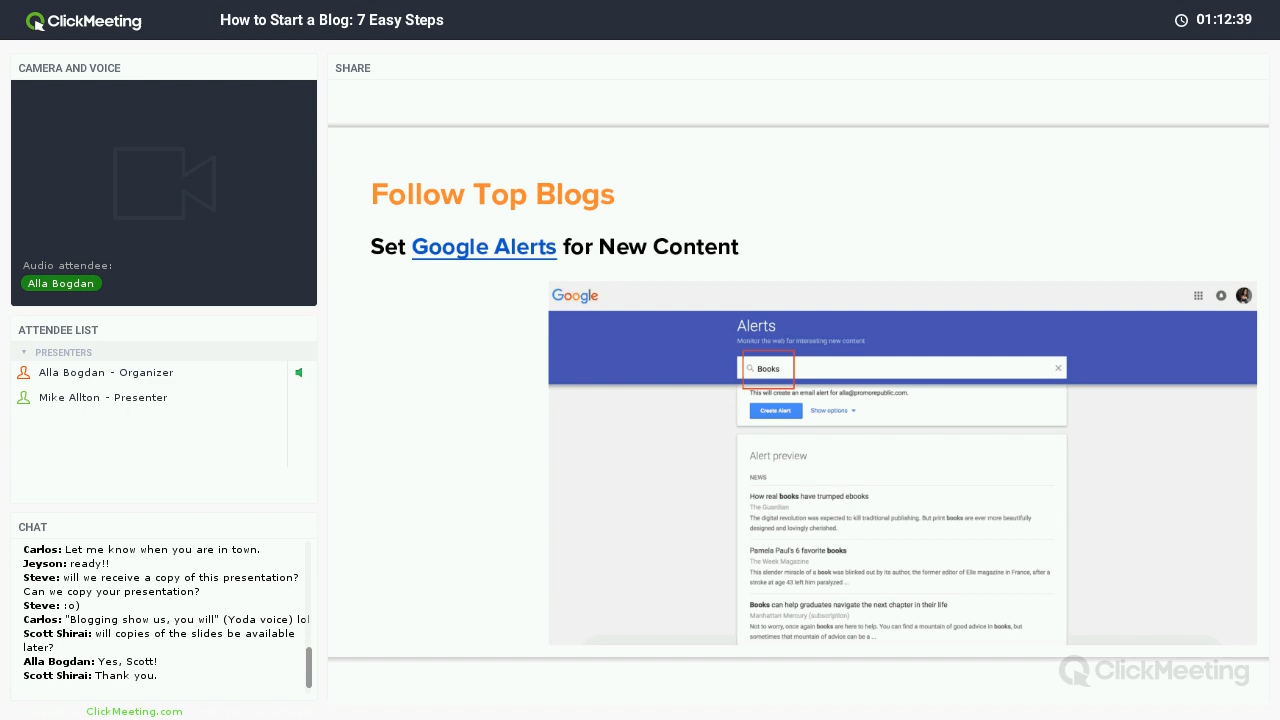 ClickMeeting
How to Start a Blog: 7 Easy Steps
01:12:39
CAMERA AND VOICE
Audio attendee:
Alla Bogdan
ATTENDEE LIST
PRESENTERS
Alla Bogdan - Organizer
Mike Allton - Presenter
CHAT
Carlos: Let me know when you are in town.
Jeyson: ready!!
Steve: will we receive a copy of this presentation?
Can we copy your presentation?
Steve: :o)
Carlos: "Learn from us, you will" (Yoda voice) lol
Scott Shirai: will copies of the slides be available
later?
Alla Bogdan: Yes, Scott!
Scott Shirai: Thank you.
ClickMeeting.com
SHARE
Follow Top Blogs
Set Google Alerts for New Content
Google
Alerts
Monitor the web for interesting new content
Books
This will create an email alert for alla@promorepublic.com.
Create Alert
Show options
Alert preview
NEWS
How real books have trumped ebooks
The Guardian
The digital revolution was expected to kill traditional publishing. But print books are ever more beautifully
designed and lovingly cherished.
Pamela Paul's 6 favorite books
The Week Magazine
This slender miracle of a book was blinked out by its author, the former editor of Elle magazine in France, after a
stroke at age 43 left him paralyzed ...
Books can help graduates navigate the next chapter in their life
Manhattan Mercury (subscription)
Not to worry, once again books are here to help. You can find a mountain of good advice in books, but
sometimes that mountain of advice can be a ...
ClickMeeting